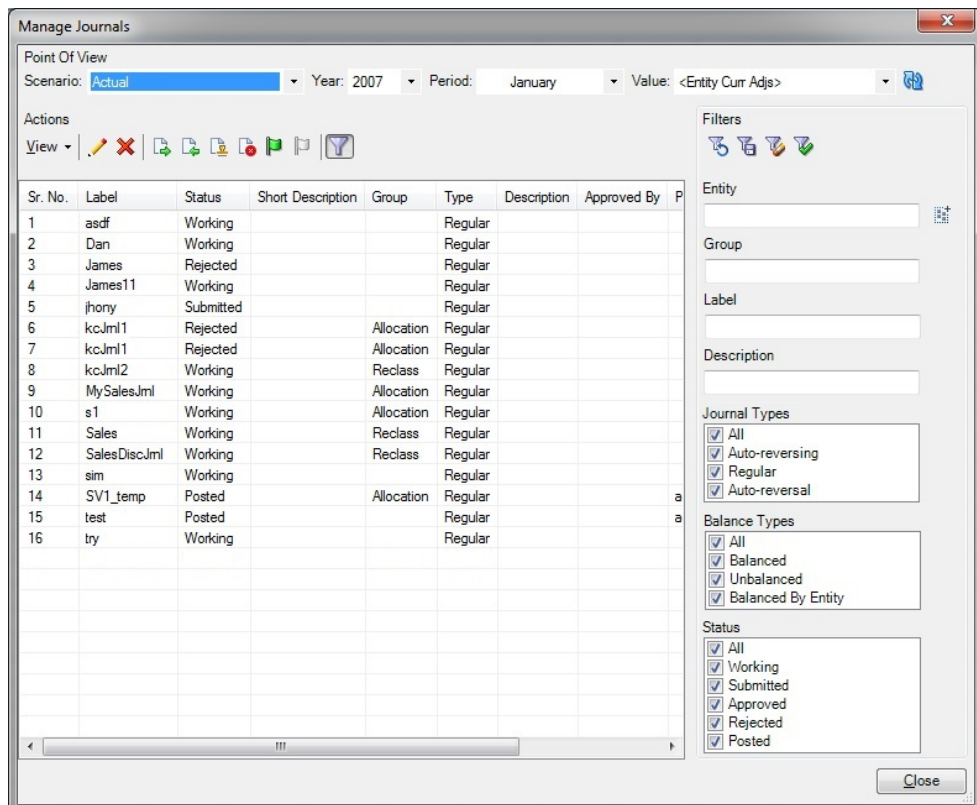 Manage Journals
Point Of View
Scenario: Actual Year: 2007 Period: January Value: <Entity Curr Adjs>
Actions
View
Sr. No. Label Status Short Description Group Type Description Approved By P
1 asdf Working Regular
2 Dan Working Regular
3 James Rejected Regular
4 James11 Working Regular
5 jhony Submitted Regular
6 kcJrnl1 Rejected Allocation Regular
7 kcJrnl1 Rejected Allocation Regular
8 kcJrnl2 Working Reclass Regular
9 MySalesJrnl Working Allocation Regular
10 s1 Working Allocation Regular
11 Sales Working Reclass Regular
12 SalesDiscJrnl Working Reclass Regular
13 sim Working Regular
14 SV1_temp Posted Allocation Regular a
15 test Posted Regular a
16 try Working Regular
Filters
Entity
Group
Label
Description
Journal Types
All
Auto-reversing
Regular
Auto-reversal
Balance Types
All
Balanced
Unbalanced
Balanced By Entity
Status
All
Working
Submitted
Approved
Rejected
Posted
Close